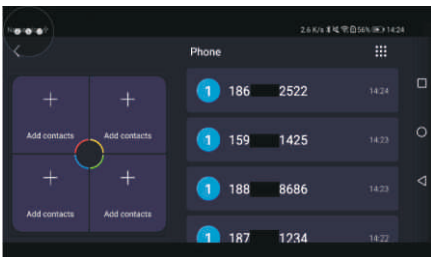 2.6 K/s 56% 14:24
Phone
Add contacts
Add contacts
Add contacts
Add contacts
1 186 2522 14:24
1 159 1425 14:23
1 188 8686 14:23
1 187 1234 14:22